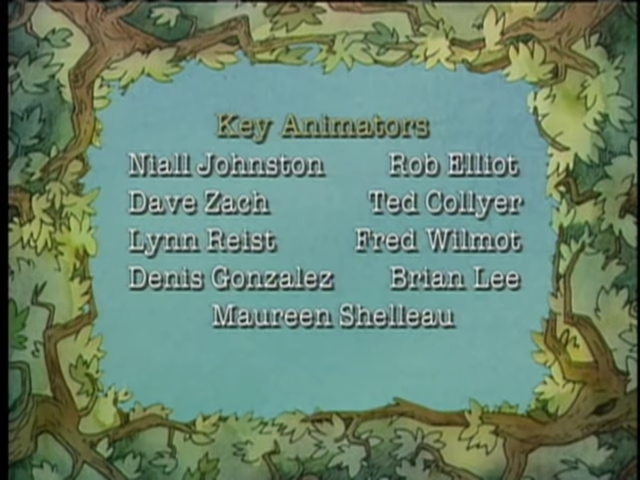 Key Animators
Niall Johnston Rob Elliot
Dave Zach Ted Collyer
Lynn Reist Fred Wilmot
Denis Gonzalez Brian Lee
Maureen Shelleau